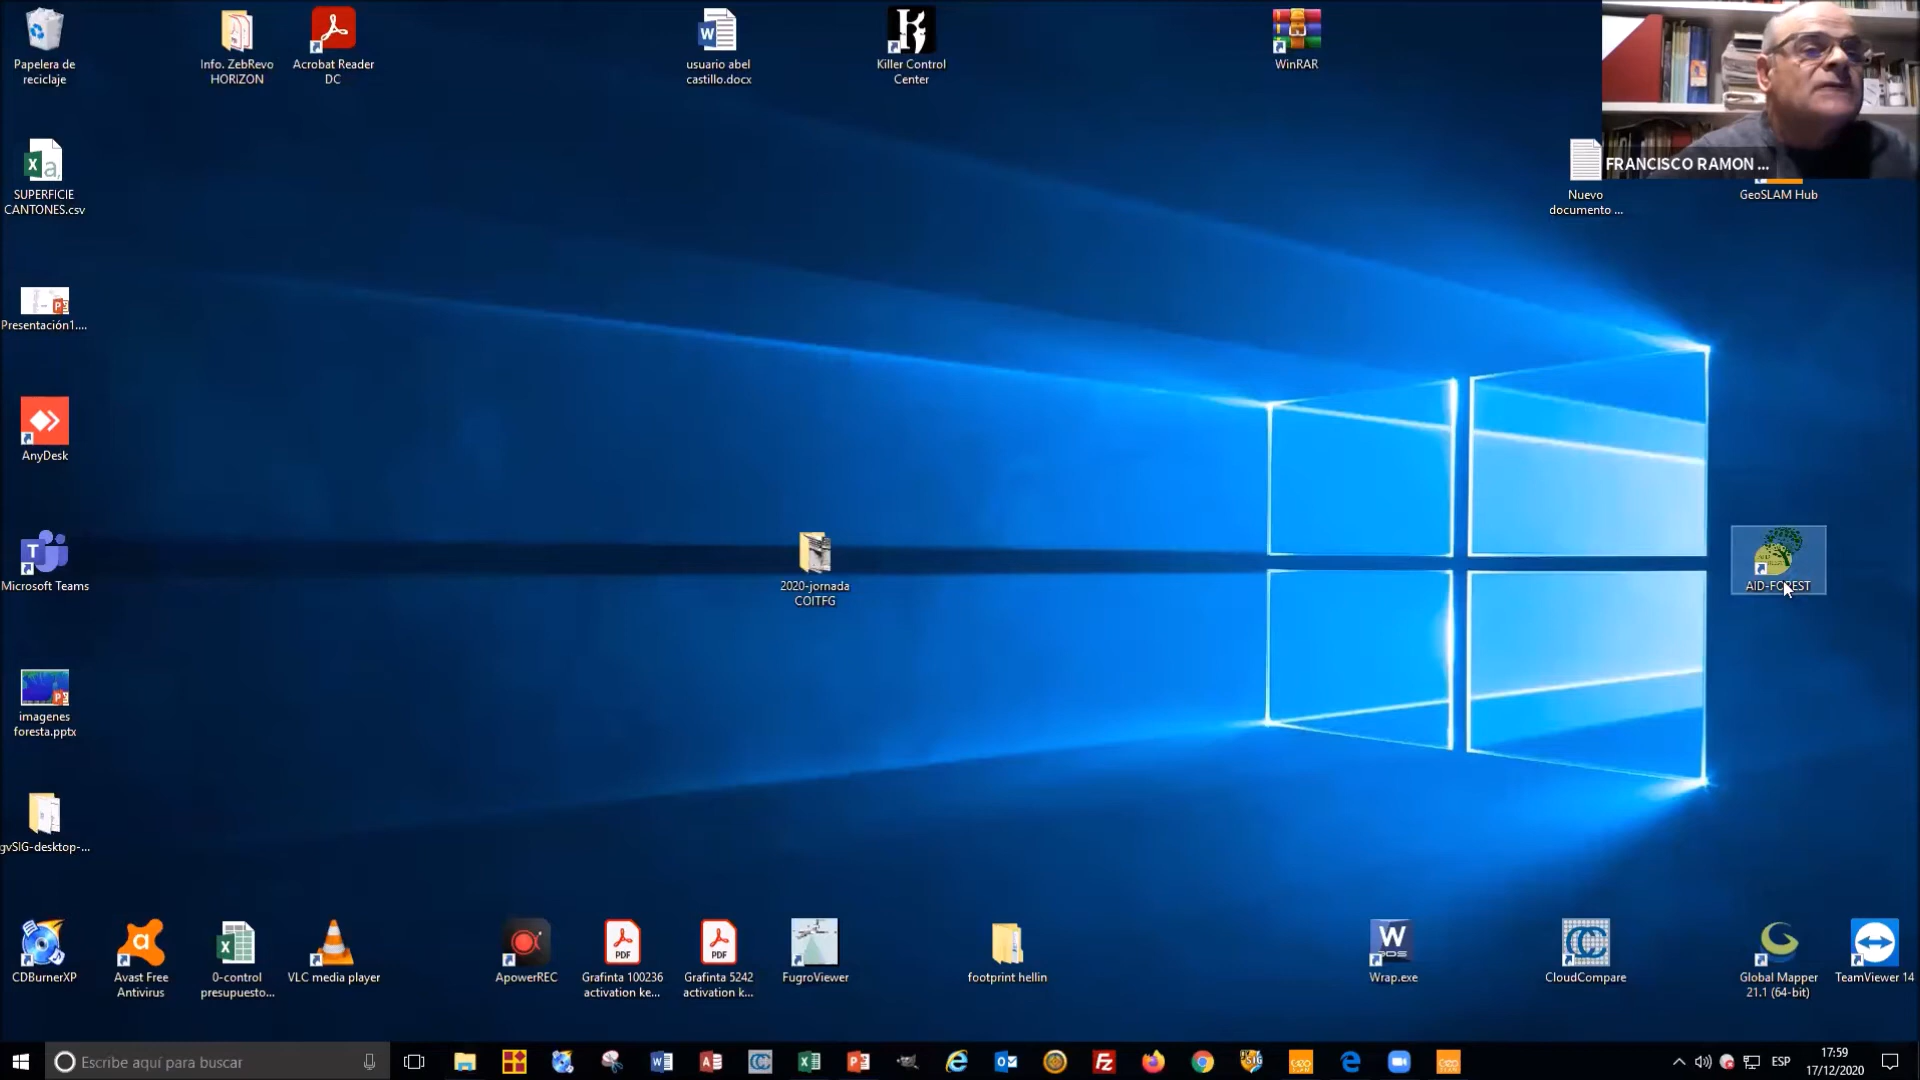 Papelera de
reciclaje
Info. ZebRevo
HORIZON
Acrobat Reader
DC
usuario abel
castillo.docx
Killer Control
Center
WinRAR
FRANCISCO RAMON ...
SUPERFICIE
CANTONES.csv
Nuevo
documento ...
GeoSLAM Hub
Presentación1....
AnyDesk
Microsoft Teams
2020-jornada
COITFG
AID-FOREST
imagenes
foresta.pptx
gvSIG-desktop-...
CDBurnerXP
Avast Free
Antivirus
0-control
presupuesto...
VLC media player
ApowerREC
PDF
Grafinta 100236
activation ke...
PDF
Grafinta 5242
activation k...
FugroViewer
footprint hellin
Wrap.exe
CloudCompare
Global Mapper
21.1 (64-bit)
TeamViewer 14
Escribe aquí para buscar
ESP
17:59
17/12/2020